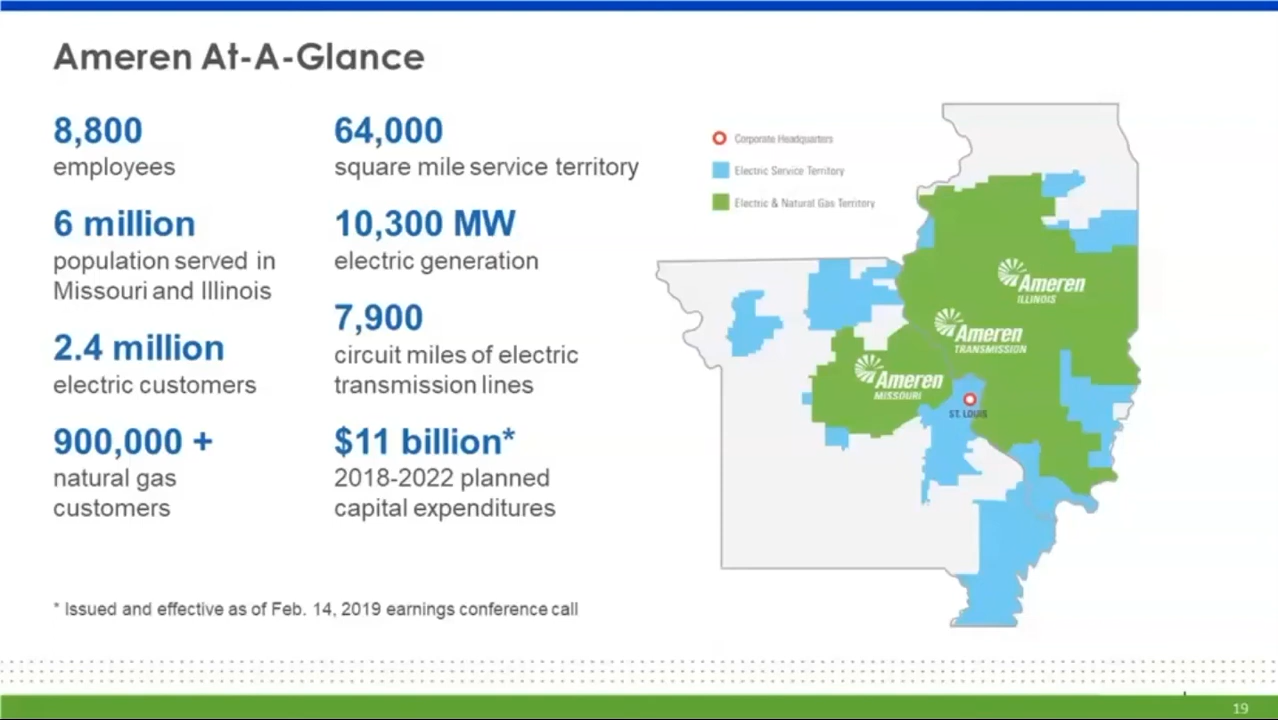 Ameren At-A-Glance
8,800
employees
6 million
population served in
Missouri and Illinois
2.4 million
electric customers
900,000 +
natural gas
customers
64,000
square mile service territory
10,300 MW
electric generation
7,900
circuit miles of electric
transmission lines
$11 billion*
2018-2022 planned
capital expenditures
* Issued and effective as of Feb. 14, 2019 earnings conference call
Corporate Headquarters
Electric Service Territory
Electric & Natural Gas Territory
Ameren
ILLINOIS
Ameren
TRANSMISSION
Ameren
MISSOURI
ST. LOUIS
19